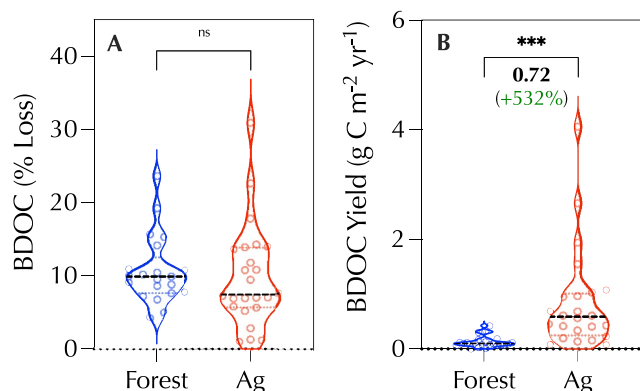 A
ns
BDOC (% Loss)
40
30
20
10
0
Forest
Ag
B
***
0.72
(+532%)
BDOC Yield (g C m-2 yr-1)
6
4
2
0
Forest
Ag